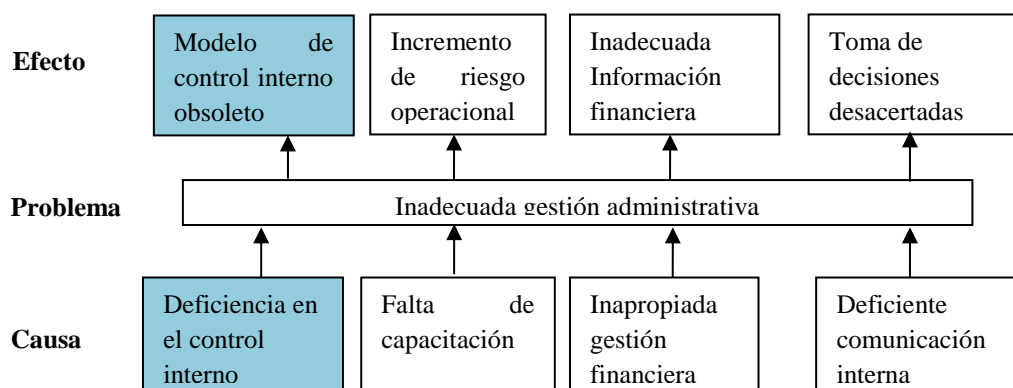 Efecto
Modelo de
control interno
obsoleto
Incremento
de riesgo
operacional
Inadecuada
Información
financiera
Toma de
decisiones
desacertadas
Problema
Inadecuada gestión administrativa
Causa
Deficiencia en
el control
interno
Falta de
capacitación
Inapropiada
gestión
financiera
Deficiente
comunicación
interna